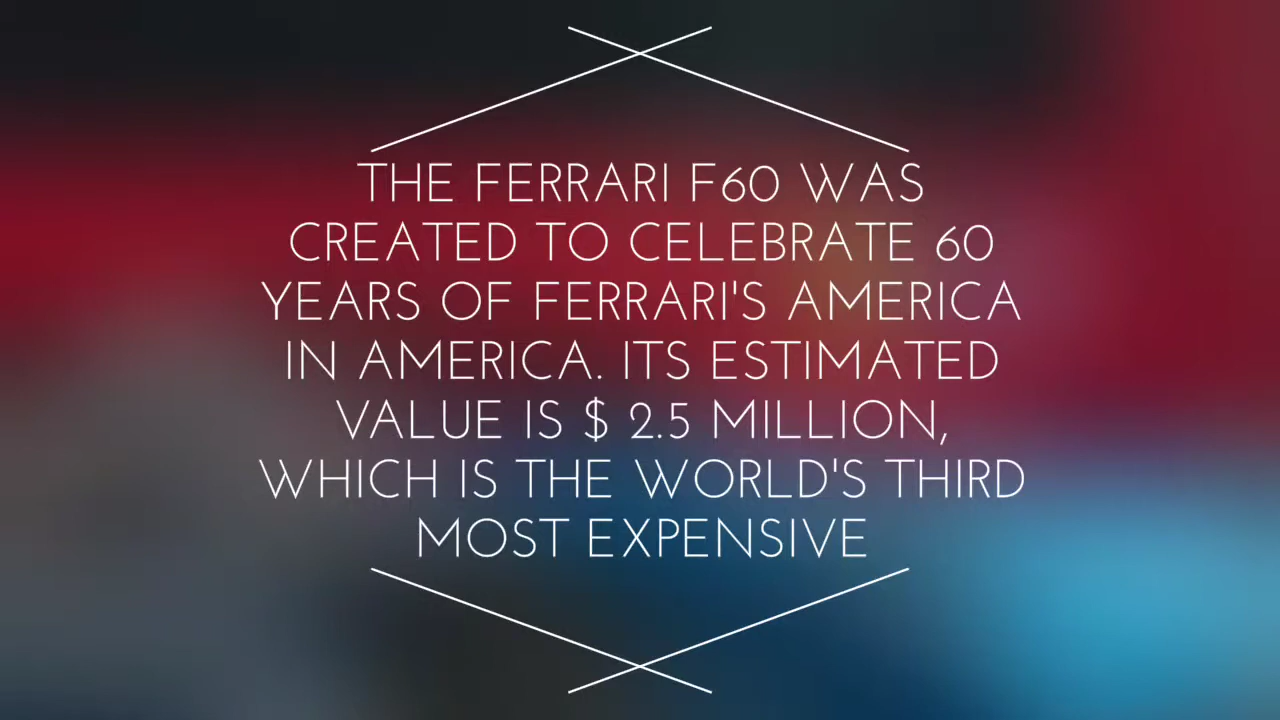 THE FERRARI F60 WAS
CREATED TO CELEBRATE 60
YEARS OF FERRARI'S AMERICA
IN AMERICA. ITS ESTIMATED
VALUE IS $ 2.5 MILLION,
WHICH IS THE WORLD'S THIRD
MOST EXPENSIVE